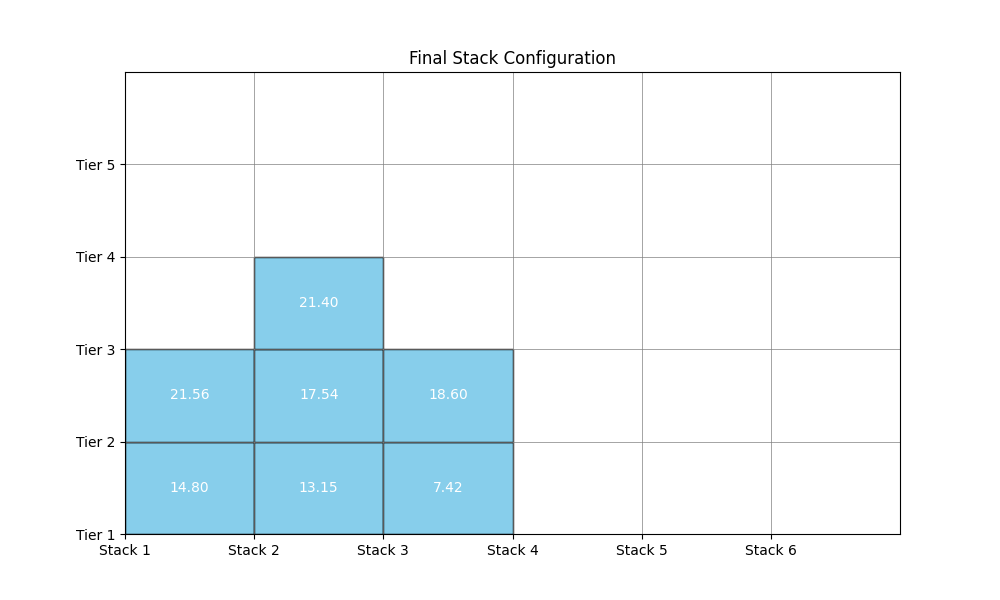 Final Stack Configuration
Tier 5
Tier 4
21.40
Tier 3
21.56 17.54 18.60
Tier 2
14.80 13.15 7.42
Tier 1
Stack 1 Stack 2 Stack 3 Stack 4 Stack 5 Stack 6